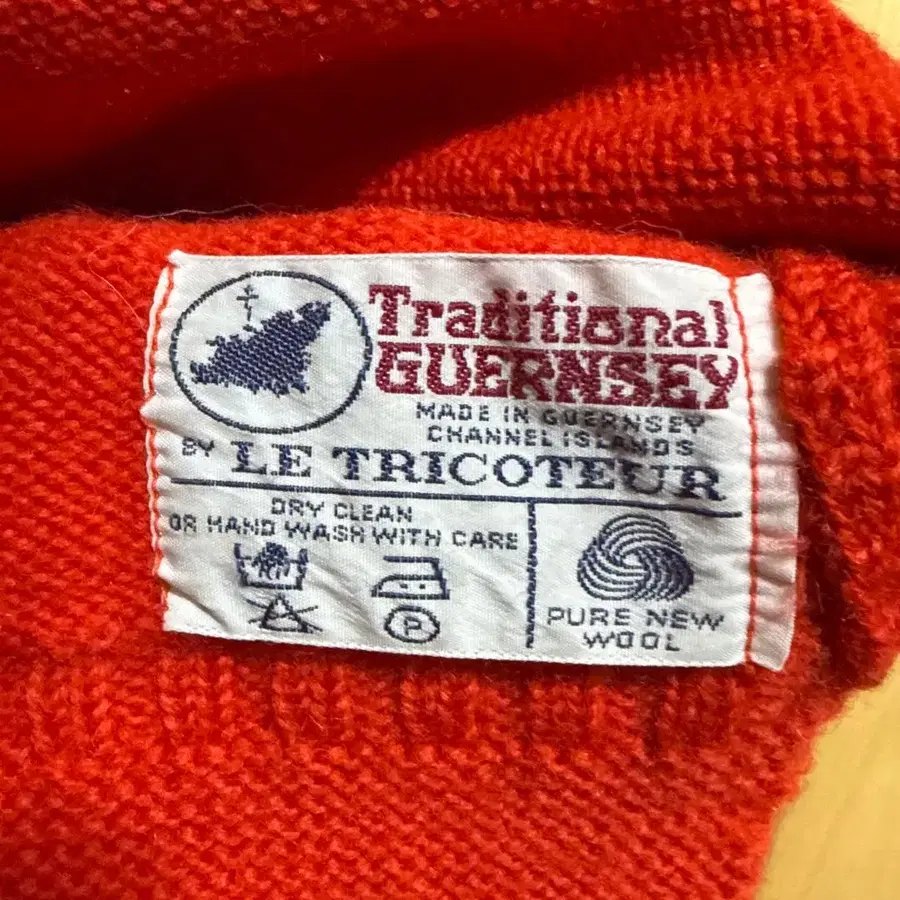 Traditional
GUERNSEY
MADE IN GUERNSEY
CHANNEL ISLANDS
BY LE TRICOTEUR
DRY CLEAN
OR HAND WASH WITH CARE
P
PURE NEW
WOOL